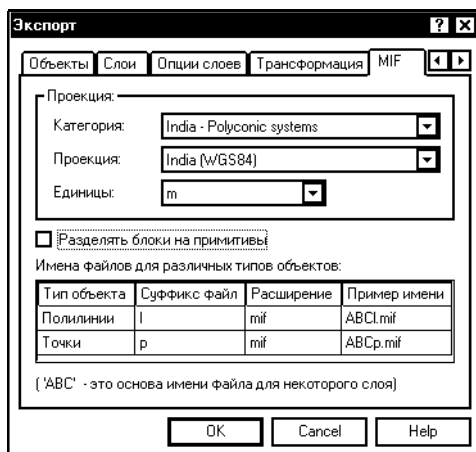 Экспорт
Объекты Слои Опции слоев Трансформация MIF
Проекция:
Категория: India - Polyconic systems
Проекция: India (WGS84)
Единицы: m
Разделять блоки на примитивы
Имена файлов для различных типов объектов:
Тип объекта Суффикс файл Расширение Пример имени
Полилинии l mif ABCl.mif
Точки p mif ABCp.mif
( 'ABC' - это основа имени файла для некоторого слоя)
OK Cancel Help